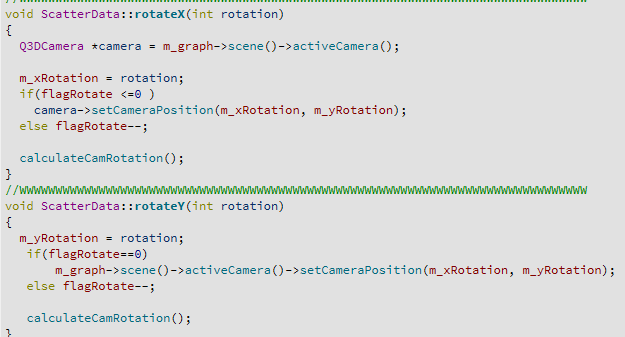 //WWWWWWWWWWWWWWWWWWWWWWWWWWWWWWWWWWWWWWWWWWWWWWWWWWWWWWWWWWWWWWWWWWWWWWWWWWWWWWWWWWWWWWWWWWWWWWWW
void ScatterData::rotateX(int rotation)
{
  Q3DCamera *camera = m_graph->scene()->activeCamera();

  m_xRotation = rotation;
  if(flagRotate <=0 )
    camera->setCameraPosition(m_xRotation, m_yRotation);
  else flagRotate--;

  calculateCamRotation();
}
//WWWWWWWWWWWWWWWWWWWWWWWWWWWWWWWWWWWWWWWWWWWWWWWWWWWWWWWWWWWWWWWWWWWWWWWWWWWWWWWWWWWWWWWWWWWWWWWW
void ScatterData::rotateY(int rotation)
{
  m_yRotation = rotation;
   if(flagRotate==0)
       m_graph->scene()->activeCamera()->setCameraPosition(m_xRotation, m_yRotation);
   else flagRotate--;

   calculateCamRotation();
}